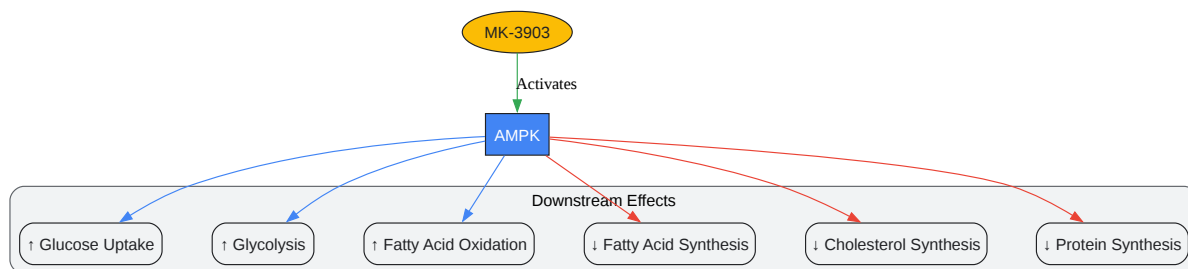 MK-3903
Activates
AMPK
Downstream Effects
↑ Glucose Uptake
↑ Glycolysis
↑ Fatty Acid Oxidation
↓ Fatty Acid Synthesis
↓ Cholesterol Synthesis
↓ Protein Synthesis